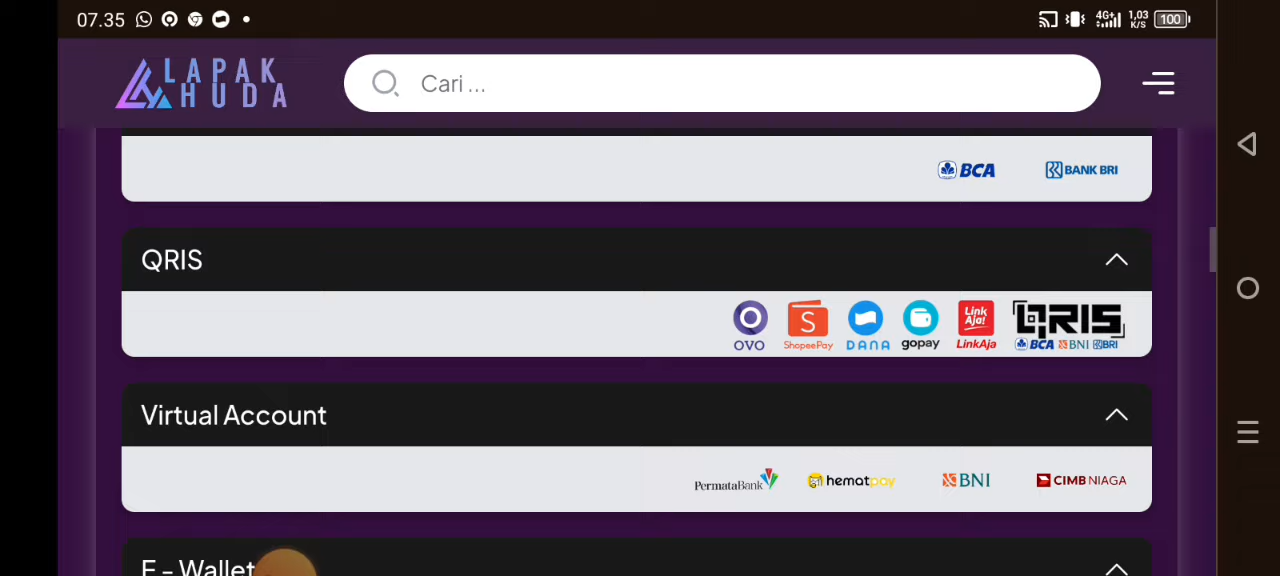 07.35
4G+
1,03
K/S
100
LAPAK
HUDA
Cari ...
BCA
BANK BRI
QRIS
OVO
S
ShopeePay
DANA
gopay
Link
Aja!
LinkAja
QRIS
BCA BNI BRI
Virtual Account
PermataBank
hematpay
BNI
CIMB NIAGA
E - Wallet